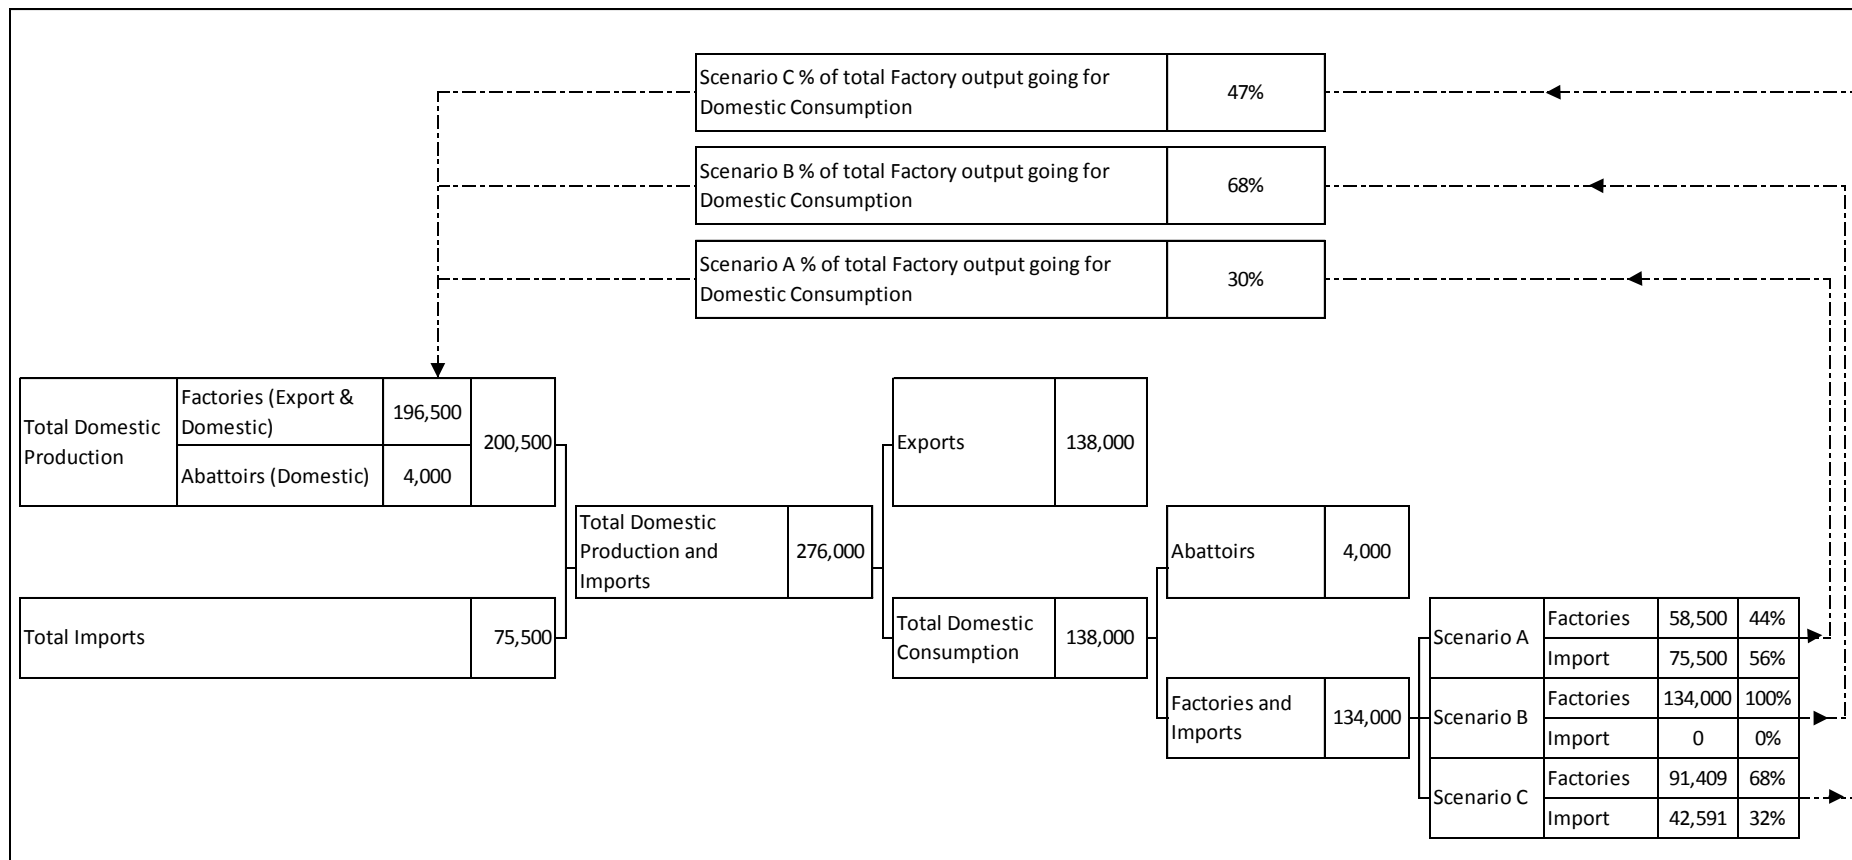 Scenario C % of total Factory output going for
Domestic Consumption
47%
Scenario B % of total Factory output going for
Domestic Consumption
68%
Scenario A % of total Factory output going for
Domestic Consumption
30%
Total Domestic
Production
Factories (Export &
Domestic)
196,500
Abattoirs (Domestic)
4,000
200,500
Total Imports
75,500
Total Domestic
Production and
Imports
276,000
Exports
138,000
Total Domestic
Consumption
138,000
Abattoirs
4,000
Factories and
Imports
134,000
Scenario A
Factories 58,500 44%
Import 75,500 56%
Scenario B
Factories 134,000 100%
Import 0 0%
Scenario C
Factories 91,409 68%
Import 42,591 32%